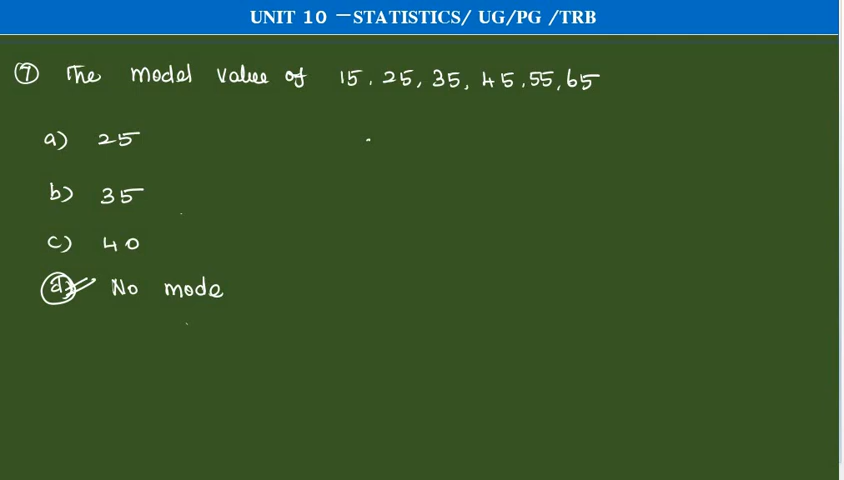 UNIT 10 — STATISTICS/ UG/PG /TRB
⑦ The model value of 15, 25, 35, 45, 55, 65
a) 25
b) 35
c) 40
d) No mode